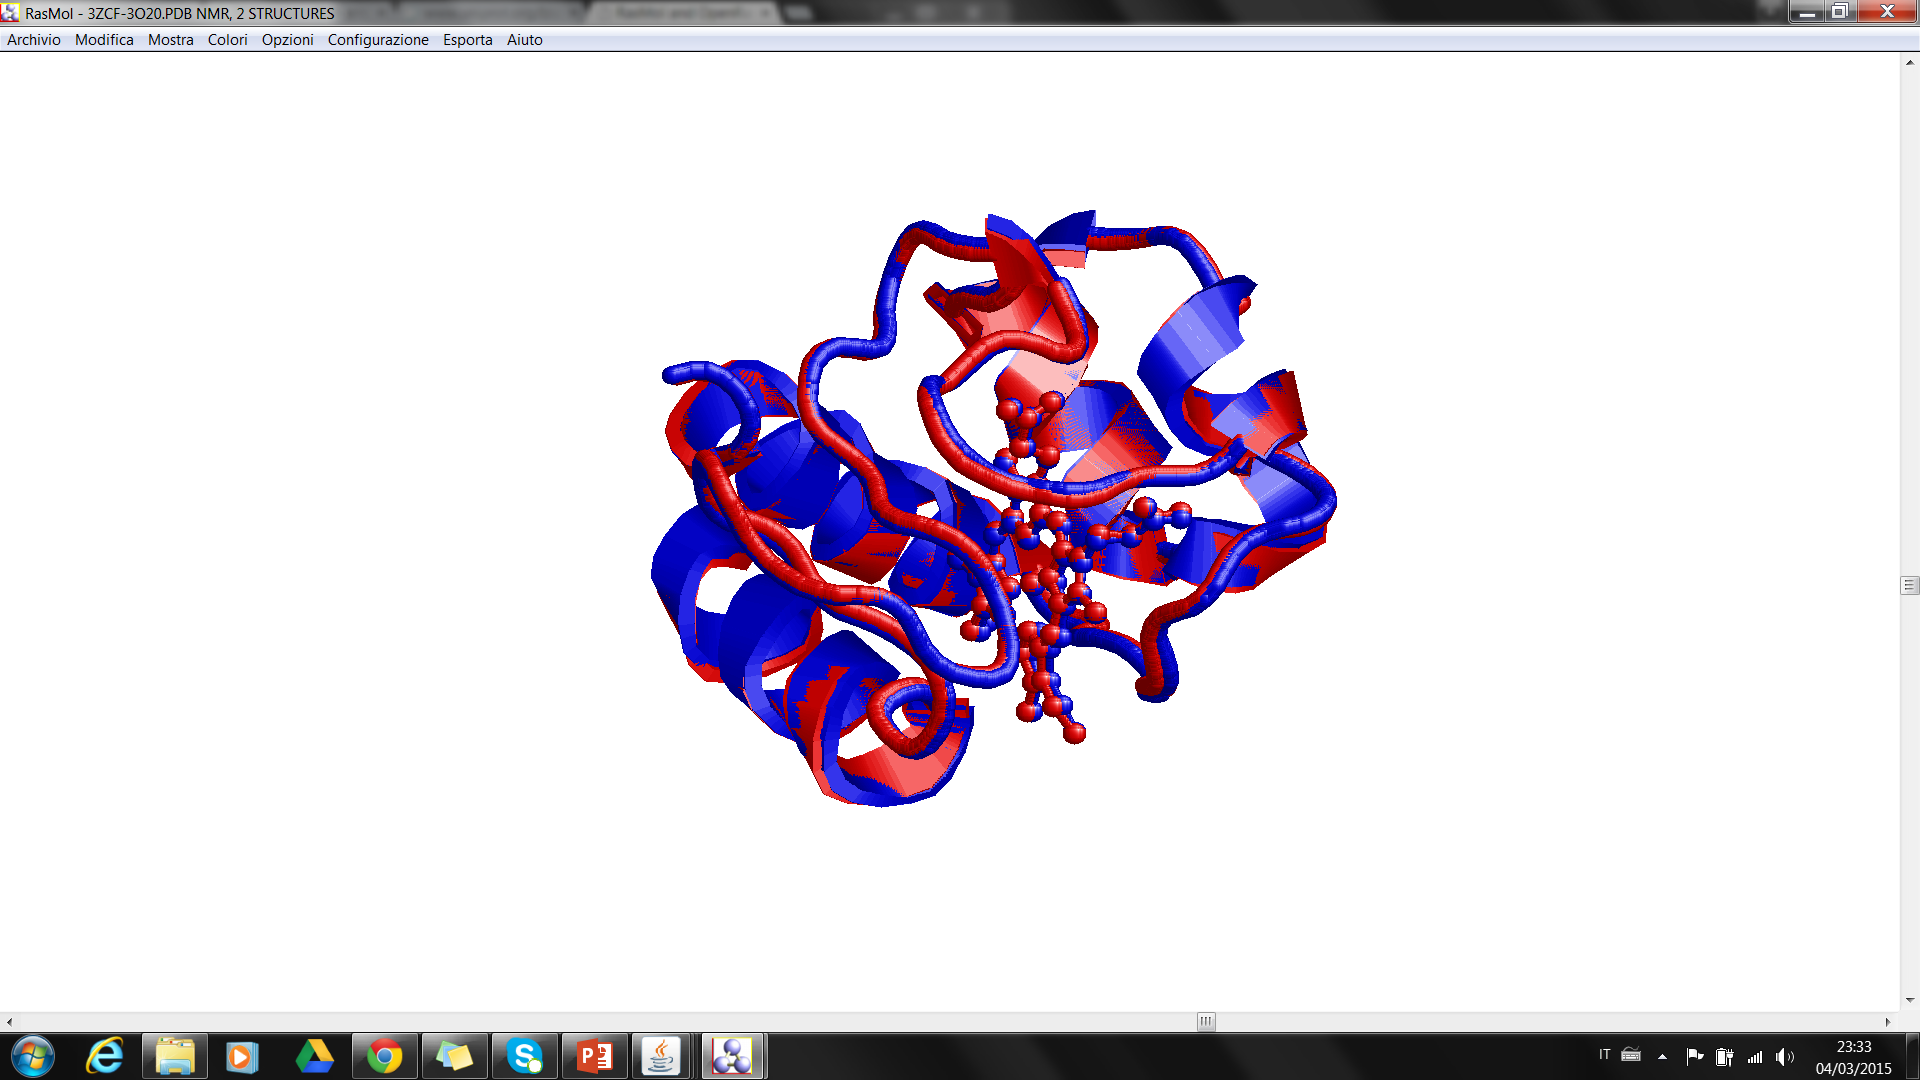 RasMol - 3ZCF-3O20.PDB NMR, 2 STRUCTURES
Archivio Modifica Mostra Colori Opzioni Configurazione Esporta Aiuto
IT
23:33
04/03/2015